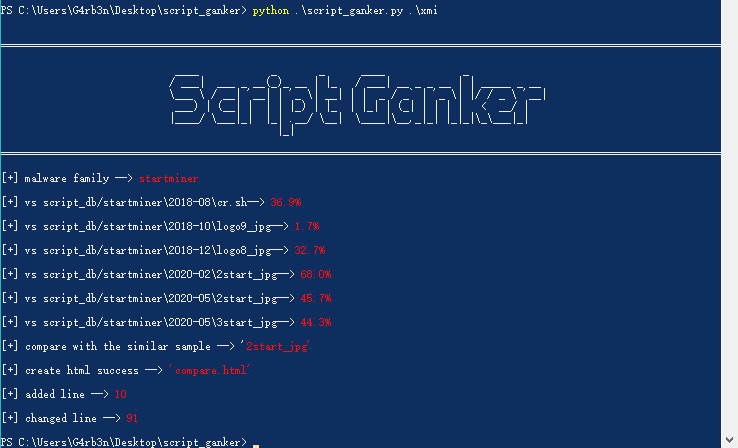 PS C:\Users\G4rb3n\Desktop\script_ganker> python .\script_ganker.py .\xmi
Script Ganker
[+] malware family --> startminer
[+] vs script_db/startminer\2018-08\cr.sh--> 36.9%
[+] vs script_db/startminer\2018-10\logo9_jpg--> 1.7%
[+] vs script_db/startminer\2018-12\logo8_jpg--> 32.7%
[+] vs script_db/startminer\2020-02\2start_jpg--> 68.0%
[+] vs script_db/startminer\2020-05\2start_jpg--> 45.7%
[+] vs script_db/startminer\2020-05\3start_jpg--> 44.3%
[+] compare with the similar sample --> '2start_jpg'
[+] create html success --> 'compare.html'
[+] added line --> 10
[+] changed line --> 91
PS C:\Users\G4rb3n\Desktop\script_ganker>